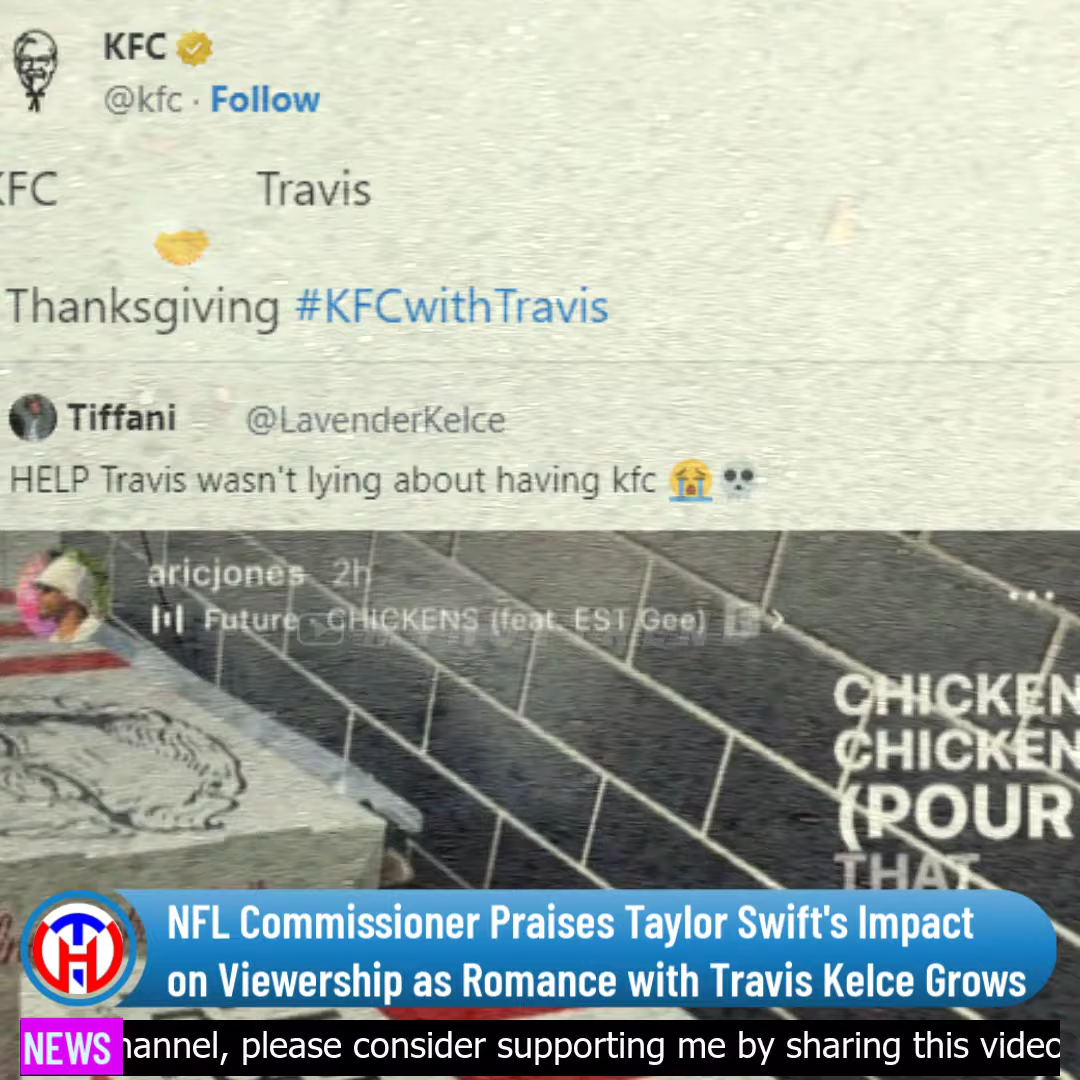 KFC
@kfc · Follow
KFC Travis
Thanksgiving #KFCwithTravis
Tiffani @LavenderKelce
HELP Travis wasn't lying about having kfc
aricjones 2h
Future · CHICKENS (feat. EST Gee) E >
CHICKEN
CHICKEN
(POUR
THAT
NFL Commissioner Praises Taylor Swift's Impact
on Viewership as Romance with Travis Kelce Grows
NEWS hannel, please consider supporting me by sharing this video